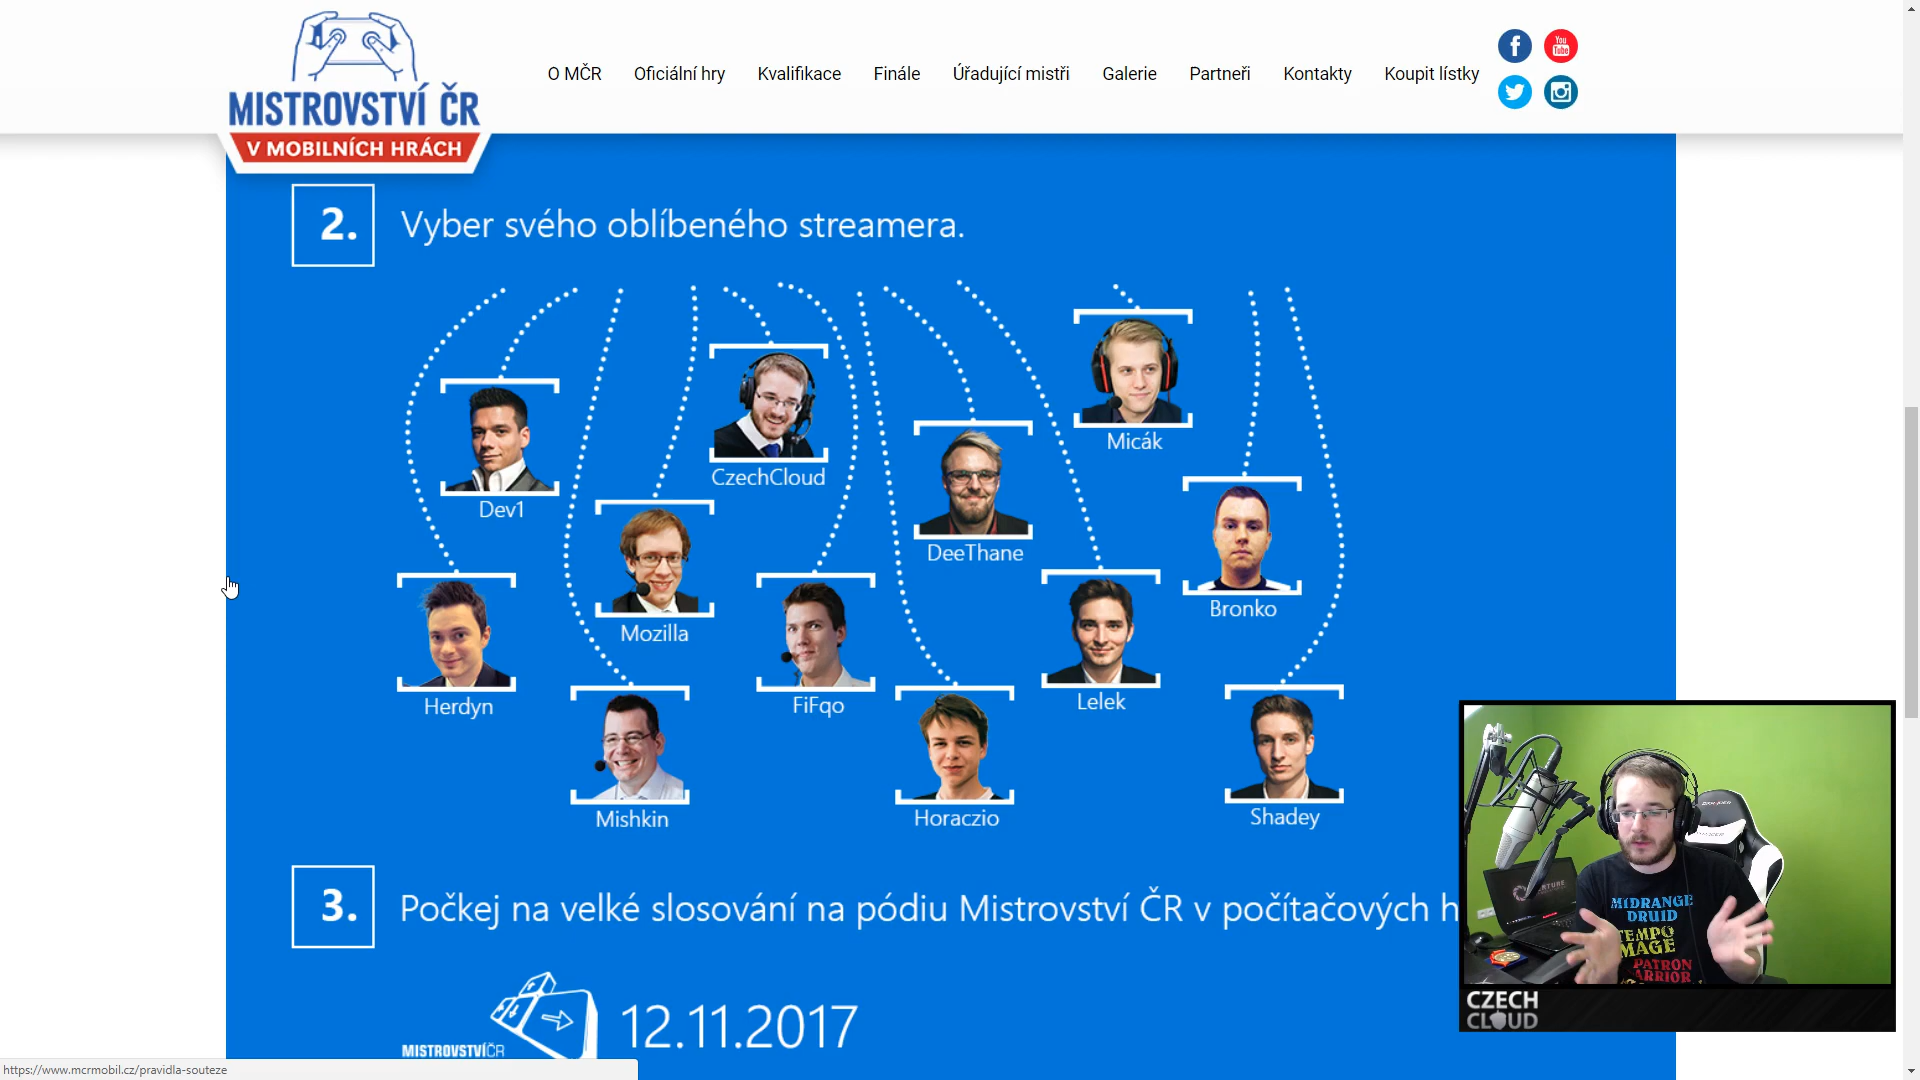 MISTROVSTVÍ ČR
V MOBILNÍCH HRÁCH
O MČR
Oficiální hry
Kvalifikace
Finále
Úřadující mistři
Galerie
Partneři
Kontakty
Koupit lístky
You
Tube
2.
Vyber svého oblíbeného streamera.
Micák
CzechCloud
Dev1
DeeThane
Bronko
Mozilla
Herdyn
FiFqo
Lelek
Mishkin
Horaczio
Shadey
3.
Počkej na velké slosování na pódiu Mistrovství ČR v počítačových h
MISTROVSTVÍČR
12.11.2017
MIDRANGE
DRUID
TEMPO
MAGE
PATRON
CZECH
CLOUD
https://www.mcrmobil.cz/pravidla-souteze